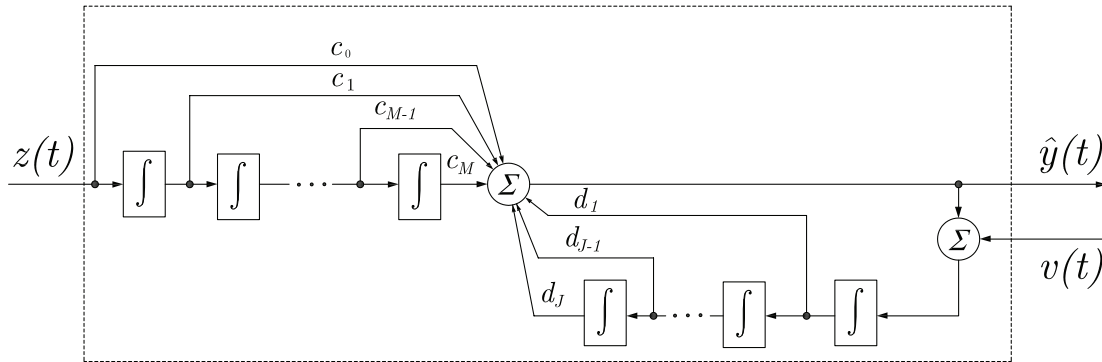 c₀
c₁
c_{M-1}
z(t) ∫ ∫ ··· ∫ c_M Σ ŷ(t)
d₁
Σ
d_{J-1}
v(t)
d_J ∫ ··· ∫ ∫